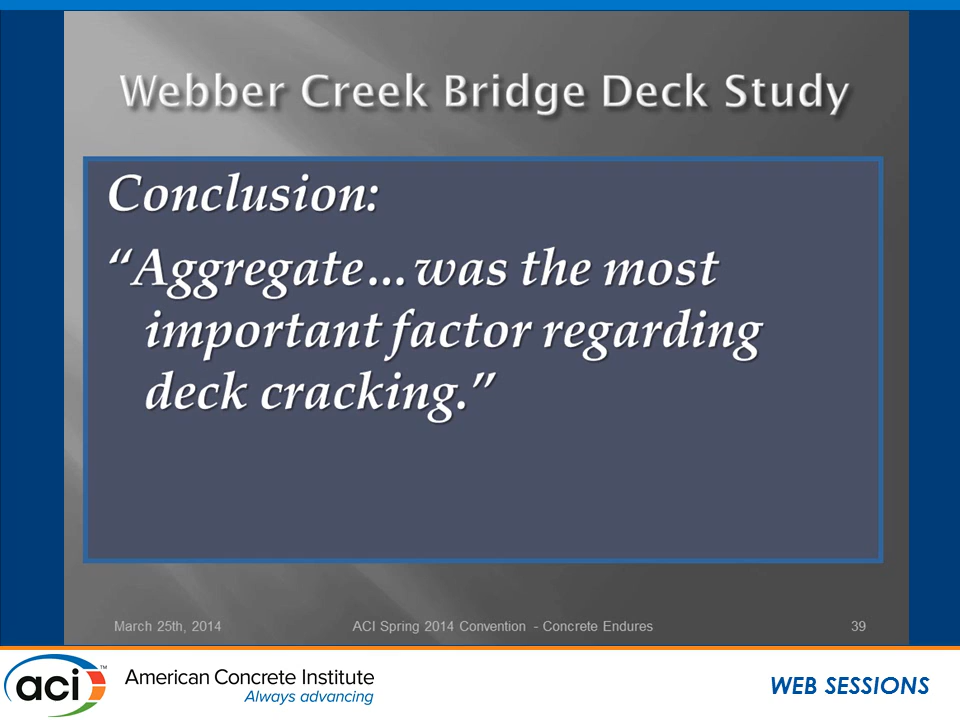 Webber Creek Bridge Deck Study
Conclusion:
“Aggregate...was the most
important factor regarding
deck cracking.”
March 25th, 2014
ACI Spring 2014 Convention - Concrete Endures
39
aci™
American Concrete Institute
Always advancing
WEB SESSIONS